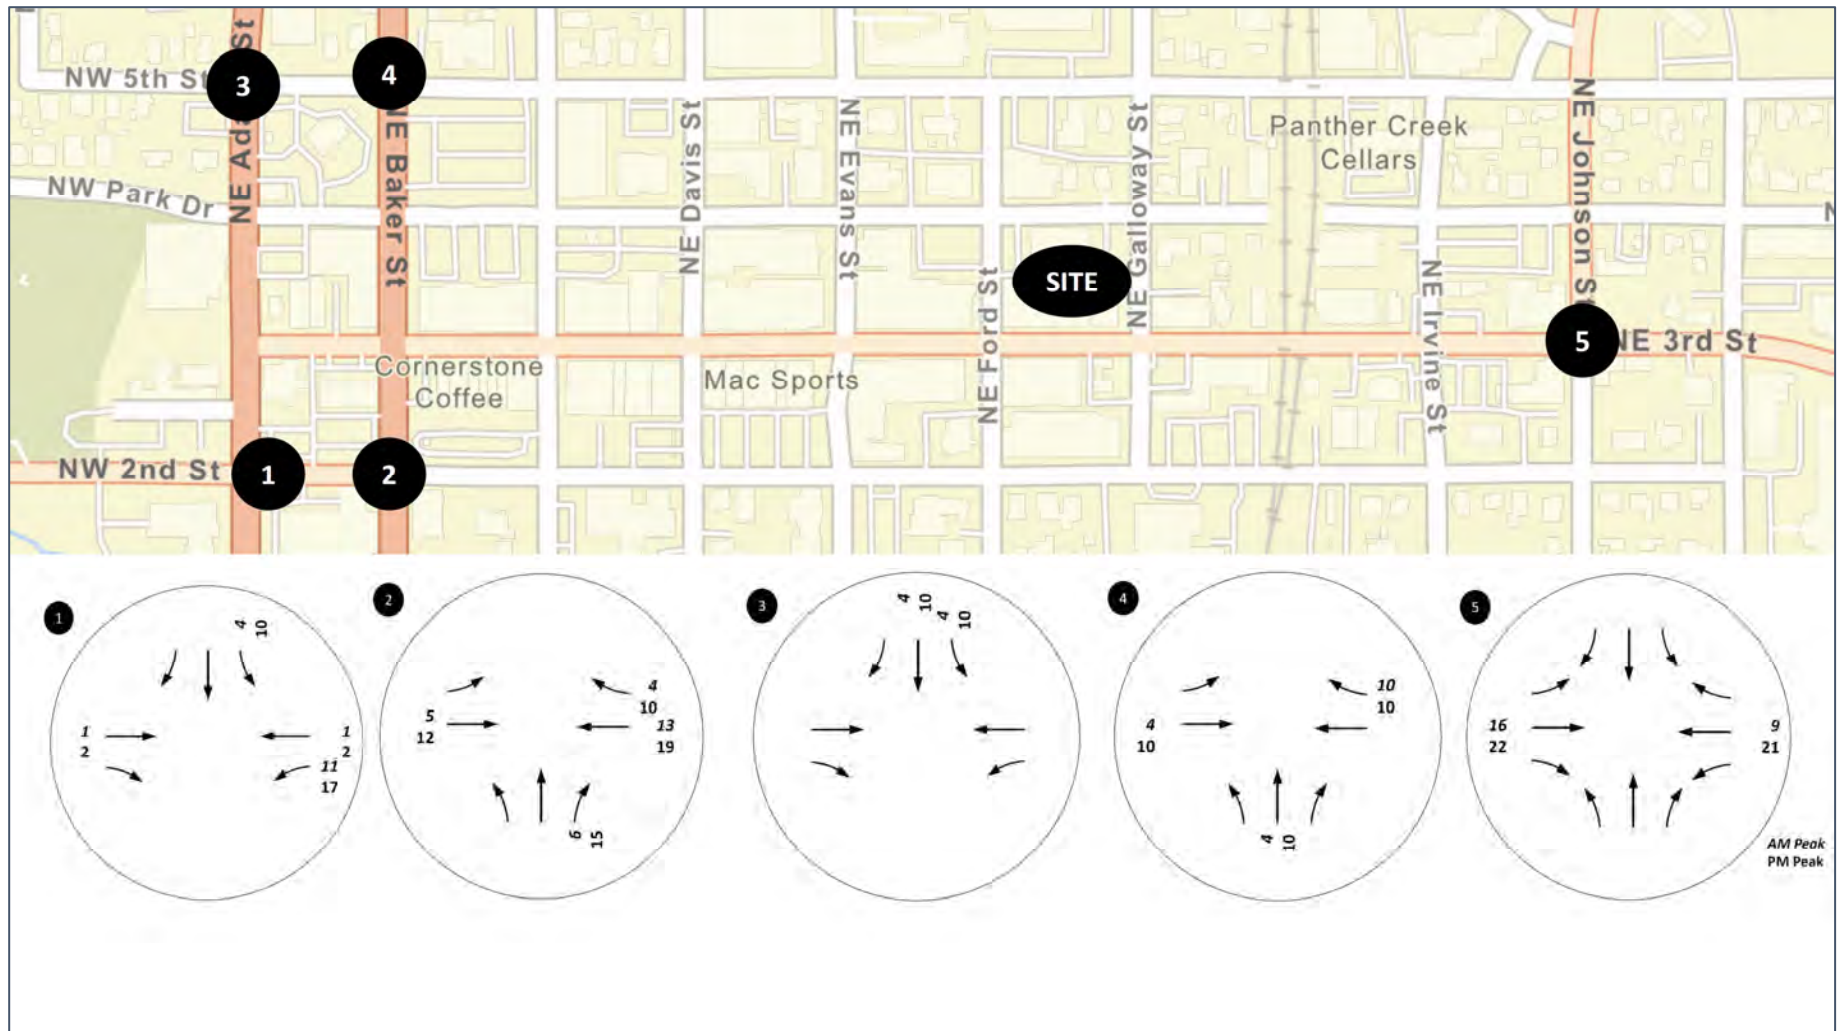 NW 5th St
NE Ada
St
3
4
NE Baker St
NW Park Dr
NE Davis St
NE Evans St
NE Ford St
NE Galloway St
SITE
Panther Creek
Cellars
NE Irvine St
NE Johnson St
5
NE 3rd St
Cornerstone
Coffee
Mac Sports
NW 2nd St
1
2
1
4
10
1
2
1
2
11
17
2
5
12
4
10
13
19
6
15
3
4
10
4
10
4
4
10
10
10
4
10
5
16
22
9
21
AM Peak
PM Peak